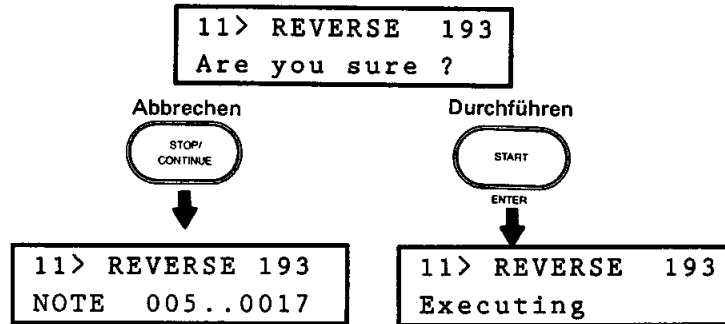 11> REVERSE 193
Are you sure ?
Abbrechen
Durchführen
STOP/
CONTINUE
START
ENTER
11> REVERSE 193
NOTE 005..0017
11> REVERSE 193
Executing